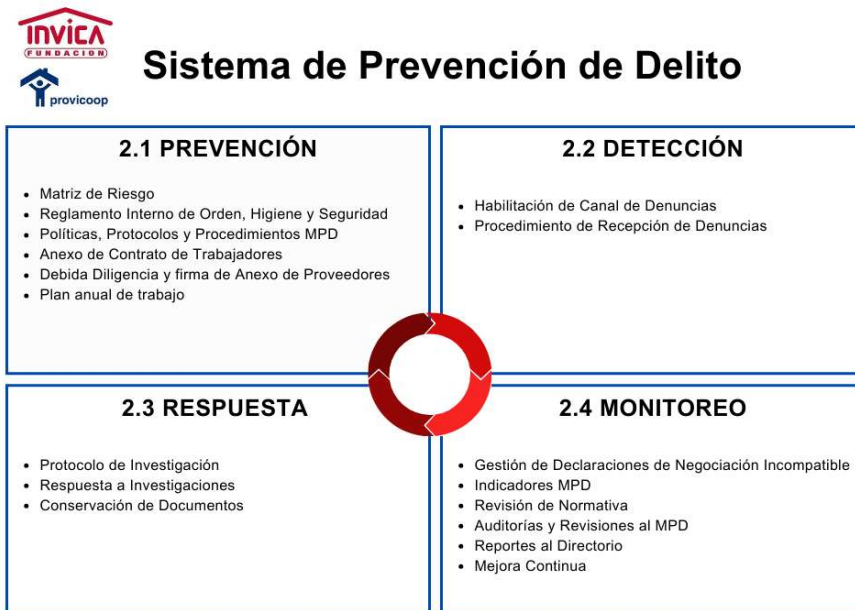 INVICA
FUNDACION
provicoop
Sistema de Prevención de Delito
2.1 PREVENCIÓN
• Matriz de Riesgo
• Reglamento Interno de Orden, Higiene y Seguridad
• Políticas, Protocolos y Procedimientos MPD
• Anexo de Contrato de Trabajadores
• Debida Diligencia y firma de Anexo de Proveedores
• Plan anual de trabajo
2.2 DETECCIÓN
• Habilitación de Canal de Denuncias
• Procedimiento de Recepción de Denuncias
2.3 RESPUESTA
• Protocolo de Investigación
• Respuesta a Investigaciones
• Conservación de Documentos
2.4 MONITOREO
• Gestión de Declaraciones de Negociación Incompatible
• Indicadores MPD
• Revisión de Normativa
• Auditorías y Revisiones al MPD
• Reportes al Directorio
• Mejora Continua